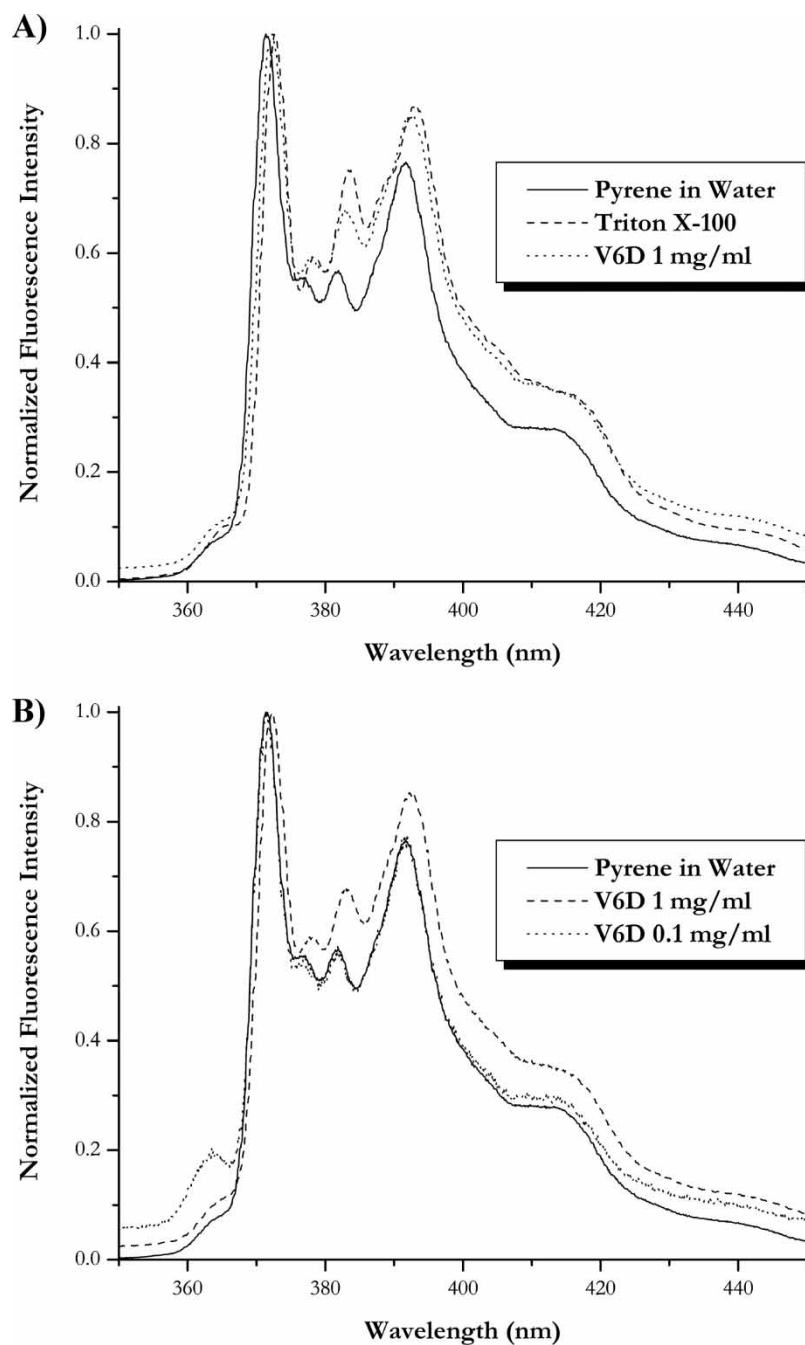 A)
1.0
0.8
0.6
0.4
0.2
0.0
Normalized Fluorescence Intensity
Pyrene in Water
Triton X-100
V6D 1 mg/ml
360 380 400 420 440
Wavelength (nm)
B)
1.0
0.8
0.6
0.4
0.2
0.0
Normalized Fluorescence Intensity
Pyrene in Water
V6D 1 mg/ml
V6D 0.1 mg/ml
360 380 400 420 440
Wavelength (nm)